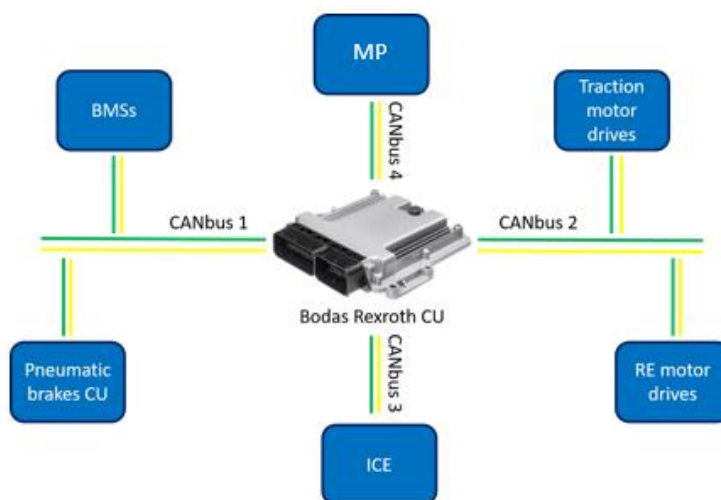 MP
BMSs
Traction
motor
drives
CANbus 4
CANbus 1
CANbus 2
Bodas Rexroth CU
CANbus 3
Pneumatic
brakes CU
RE motor
drives
ICE